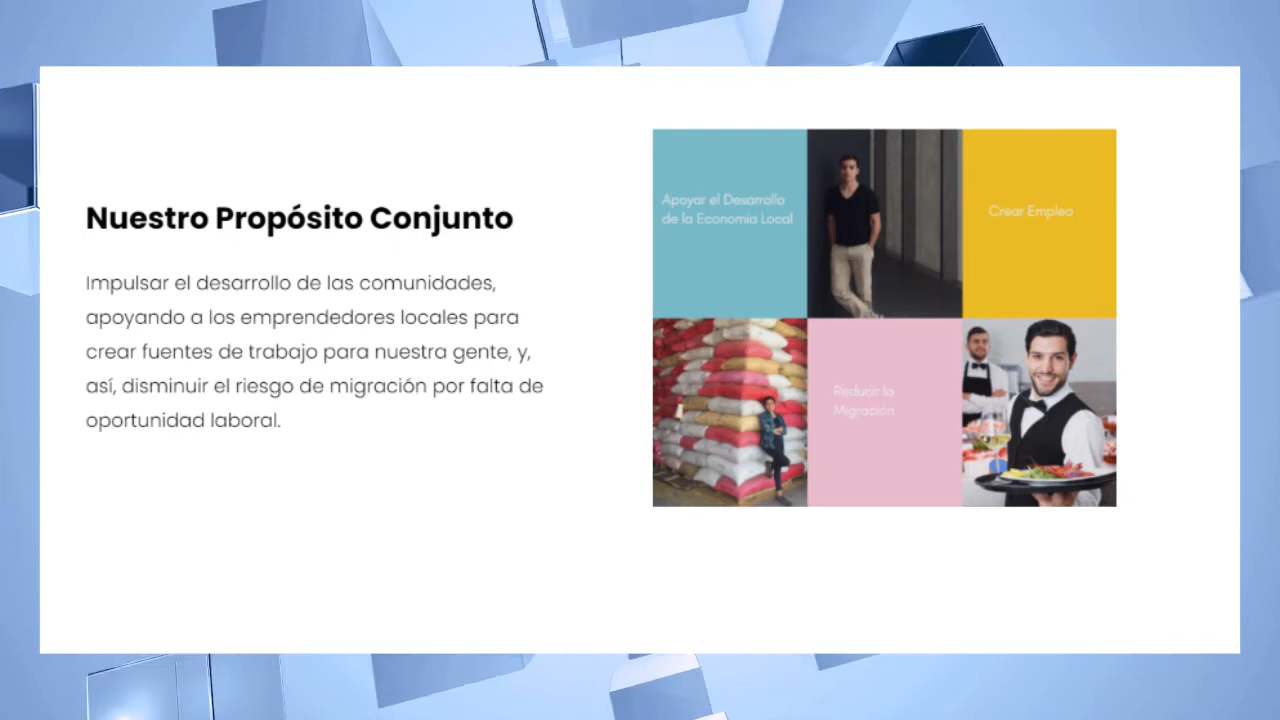 Nuestro Propósito Conjunto
Impulsar el desarrollo de las comunidades,
apoyando a los emprendedores locales para
crear fuentes de trabajo para nuestra gente, y,
así, disminuir el riesgo de migración por falta de
oportunidad laboral.
Apoyar el Desarrollo
de la Economía Local
Crear Empleo
Reducir la
Migración